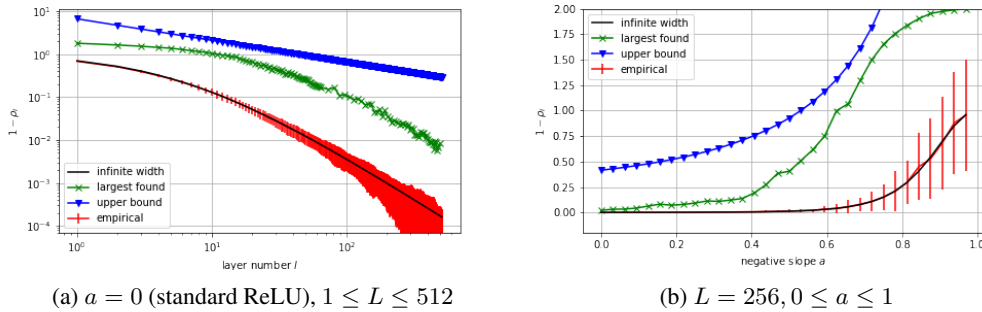 10^1
10^0
10^{-1}
10^{-2}
10^{-3}
10^{-4}
1 − ρ_l
infinite width
largest found
upper bound
empirical
10^0 10^1 10^2
layer number l
(a) a = 0 (standard ReLU), 1 ≤ L ≤ 512
2.00
1.75
1.50
1.25
1.00
0.75
0.50
0.25
0.00
1 − ρ_l
infinite width
largest found
upper bound
empirical
0.0 0.2 0.4 0.6 0.8 1.0
negative slope a
(b) L = 256, 0 ≤ a ≤ 1